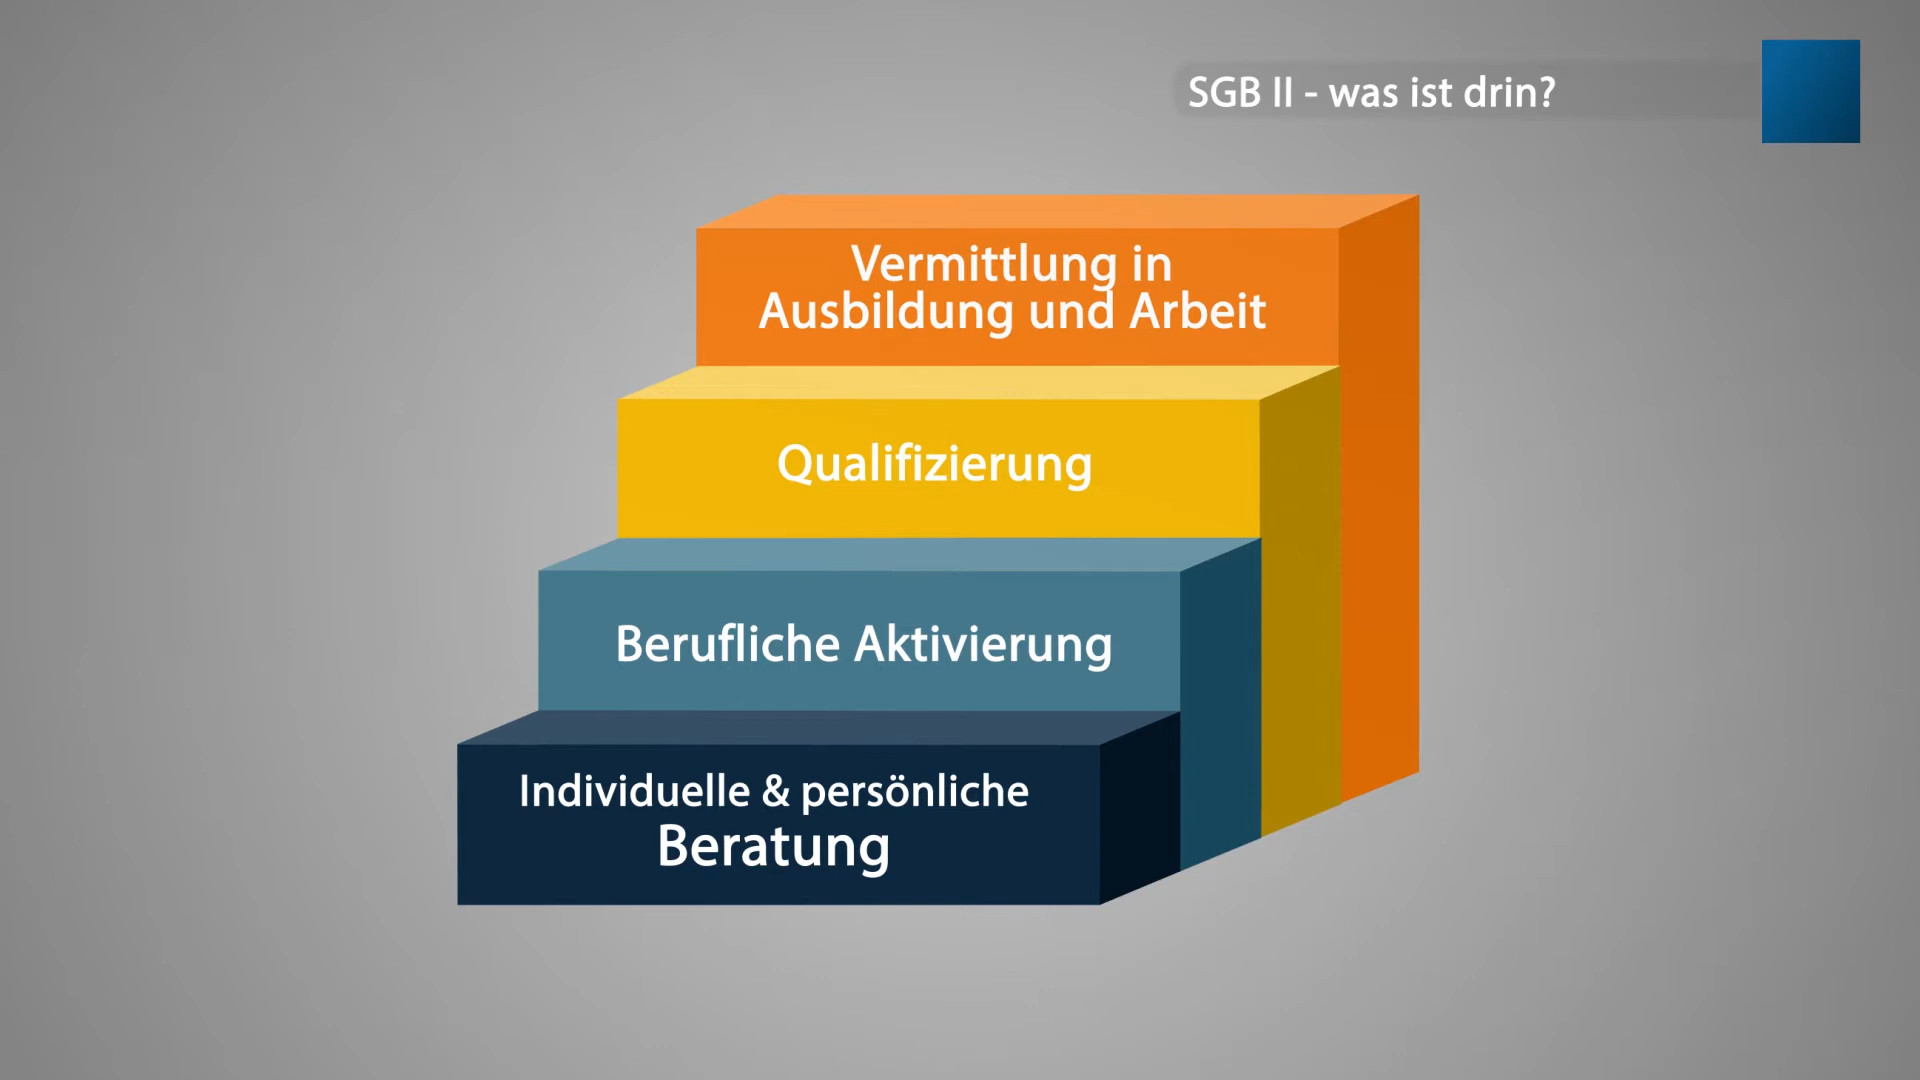 SGB II - was ist drin?
Vermittlung in
Ausbildung und Arbeit
Qualifizierung
Berufliche Aktivierung
Individuelle & persönliche
Beratung